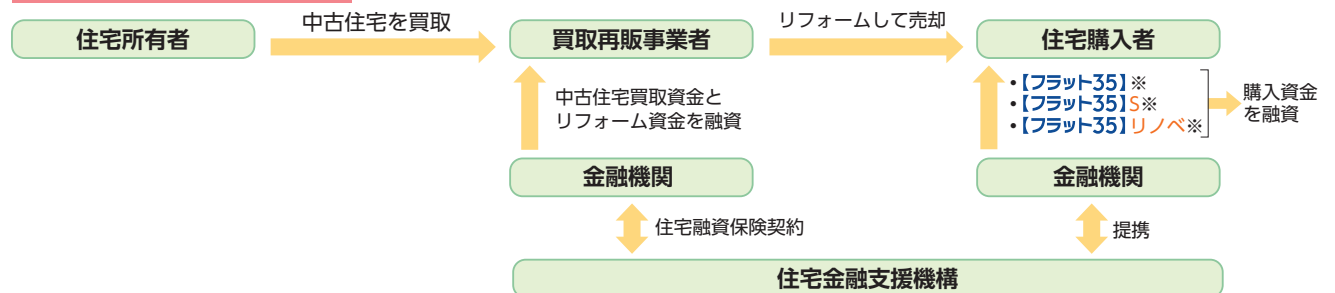 中古住宅を買取
リフォームして売却
住宅所有者
買取再販事業者
住宅購入者
中古住宅買取資金と
リフォーム資金を融資
・【フラット35】※
・【フラット35】S※
・【フラット35】リノベ※
購入資金
を融資
金融機関
金融機関
住宅融資保険契約
提携
住宅金融支援機構